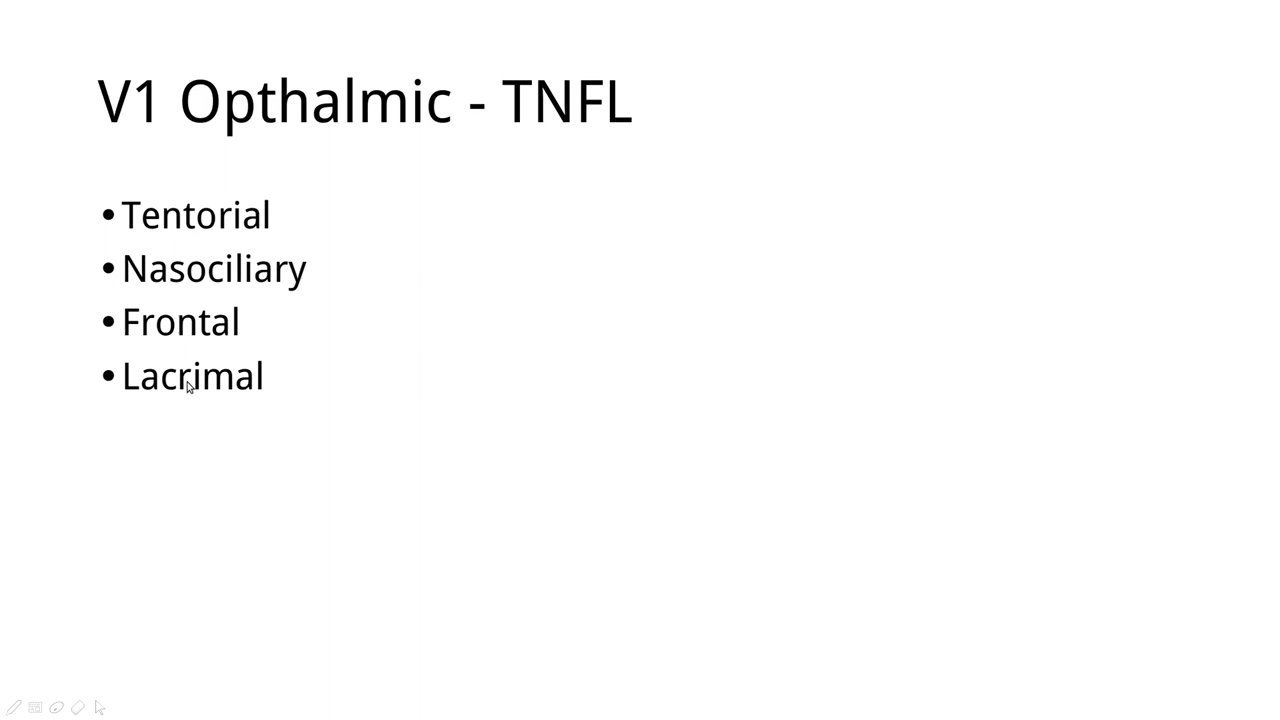 V1 Opthalmic - TNFL
• Tentorial
• Nasociliary
• Frontal
• Lacrimal